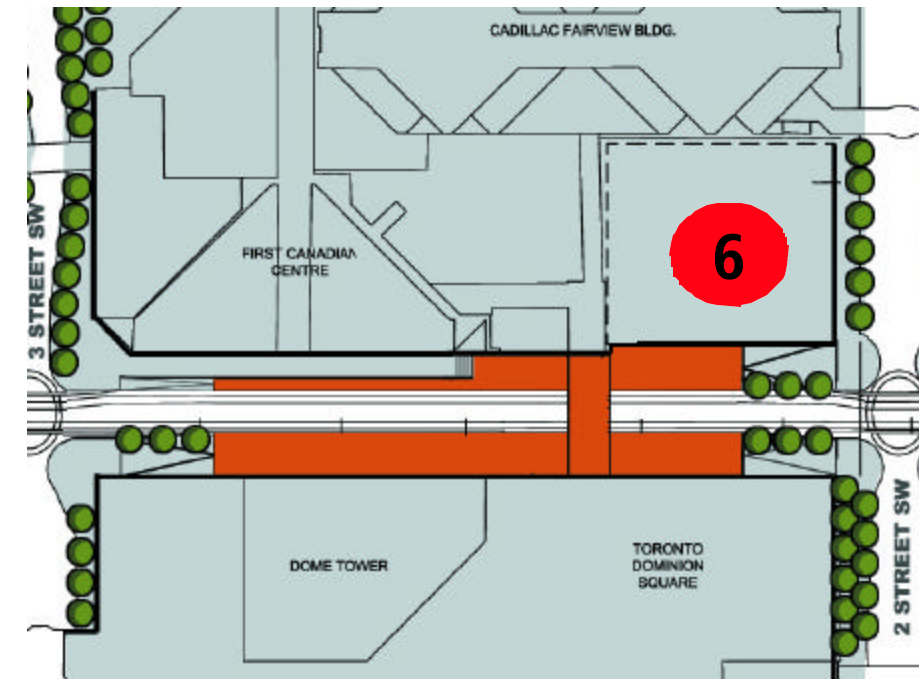 CADILLAC FAIRVIEW BLDG.
6
FIRST CANADIAN
CENTRE
3 STREET SW
DOME TOWER
TORONTO
DOMINION
SQUARE
2 STREET SW